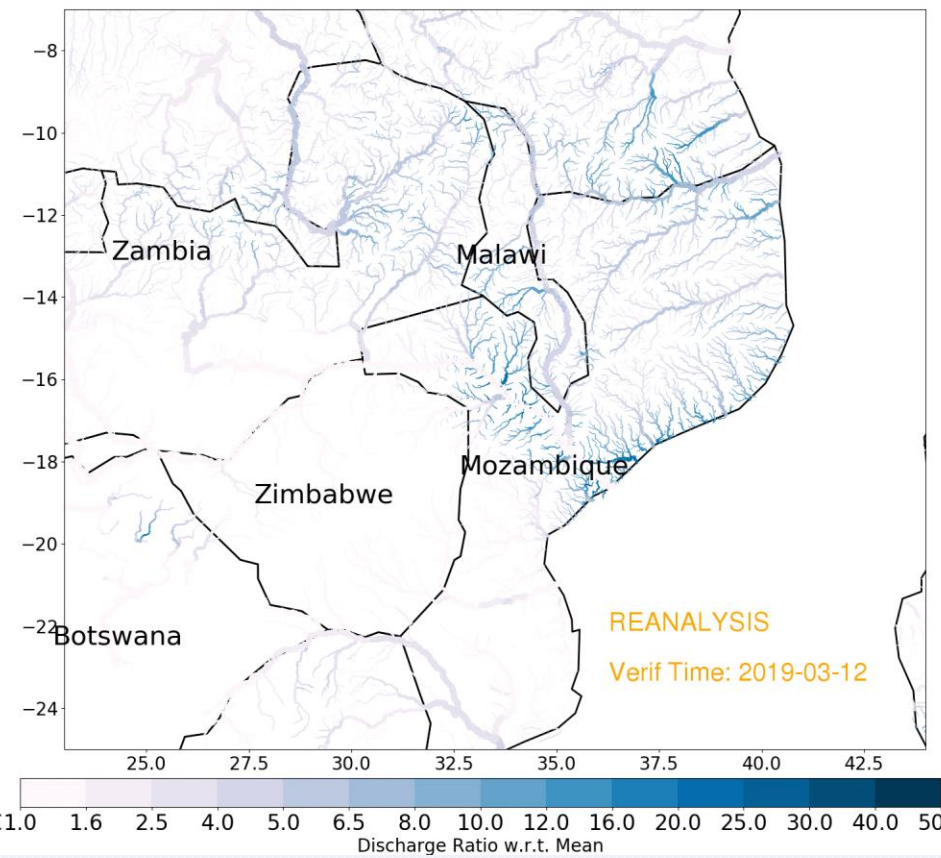 −8
−10
−12
Zambia
Malawi
−14
−16
−18
Mozambique
Zimbabwe
−20
REANALYSIS
−22
Botswana
Verif Time: 2019-03-12
−24
25.0 27.5 30.0 32.5 35.0 37.5 40.0 42.5
1.0 1.6 2.5 4.0 5.0 6.5 8.0 10.0 12.0 16.0 20.0 25.0 30.0 40.0 50
Discharge Ratio w.r.t. Mean